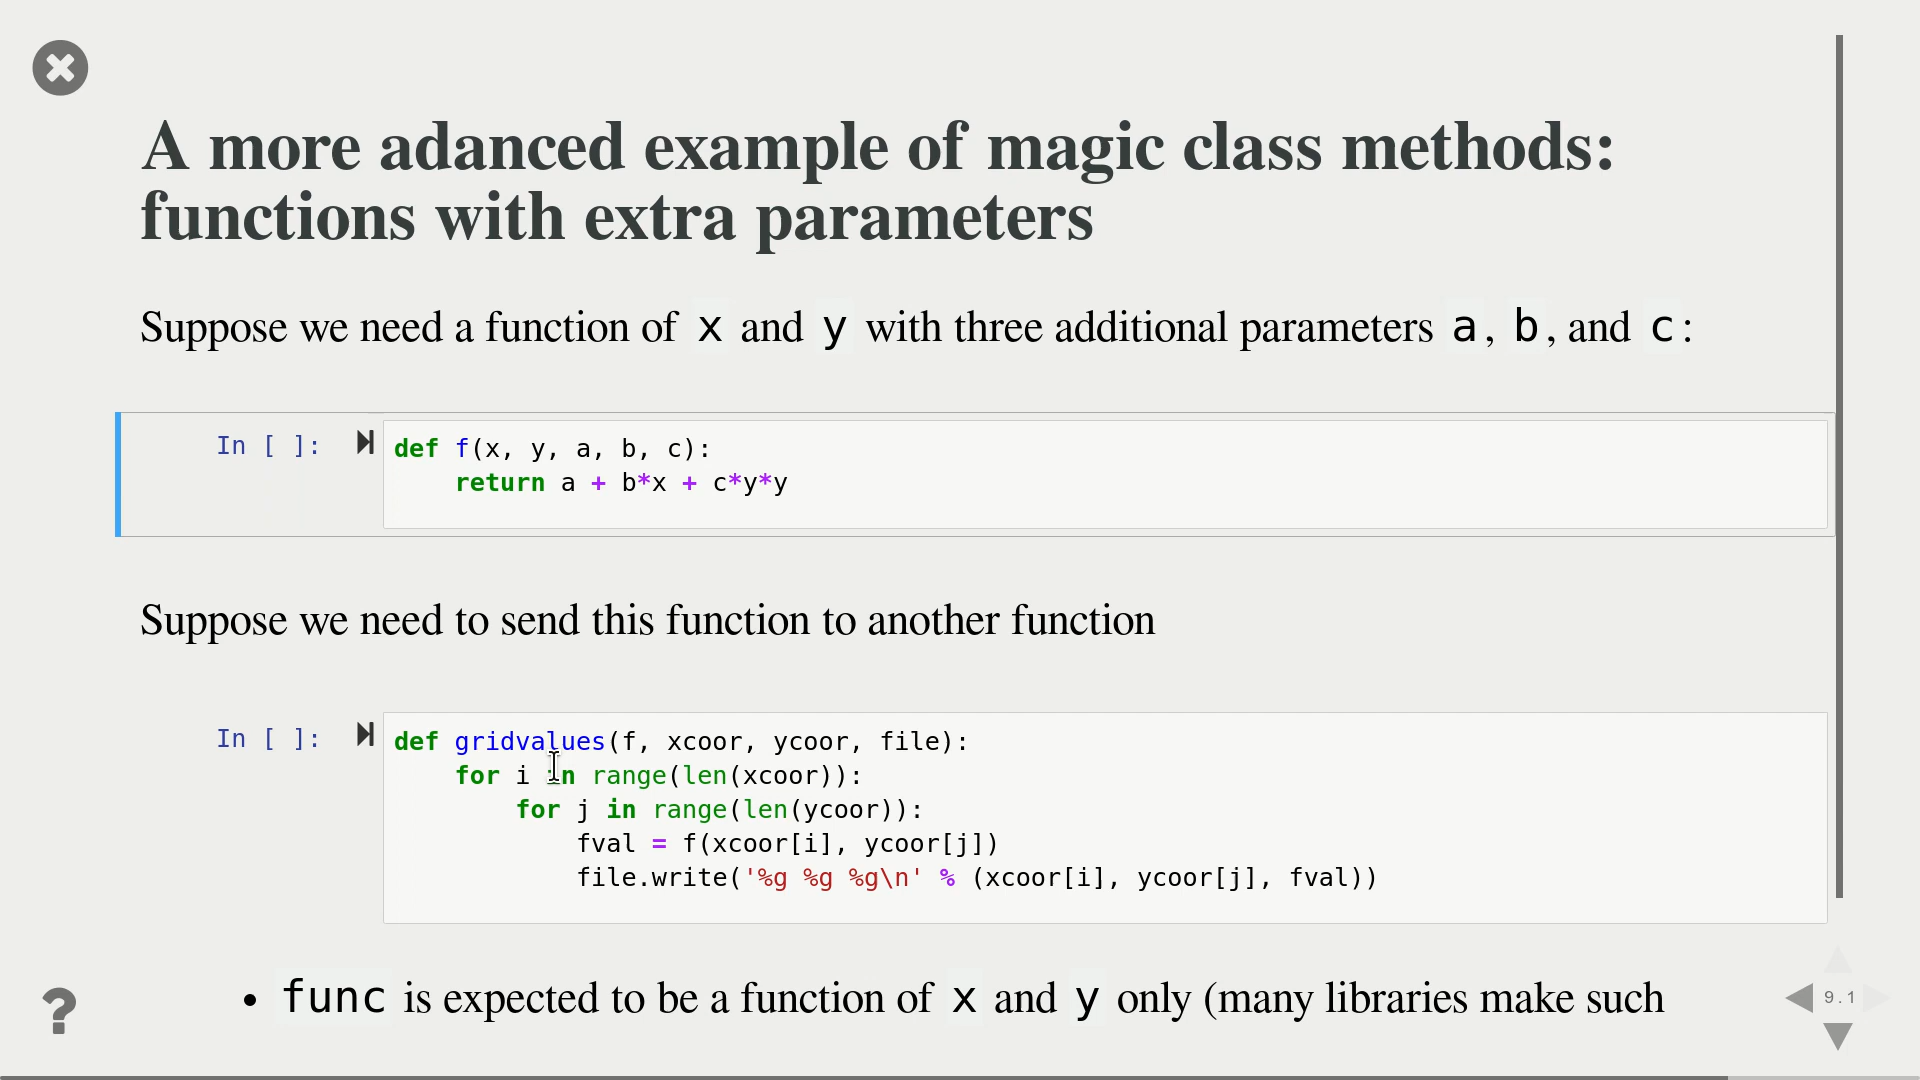 A more adanced example of magic class methods:
functions with extra parameters
Suppose we need a function of x and y with three additional parameters a, b, and c:
In [ ]:
def f(x, y, a, b, c):
    return a + b*x + c*y*y
Suppose we need to send this function to another function
In [ ]:
def gridvalues(f, xcoor, ycoor, file):
    for i in range(len(xcoor)):
        for j in range(len(ycoor)):
            fval = f(xcoor[i], ycoor[j])
            file.write('%g %g %g\n' % (xcoor[i], ycoor[j], fval))
• func is expected to be a function of x and y only (many libraries make such
?
9.1